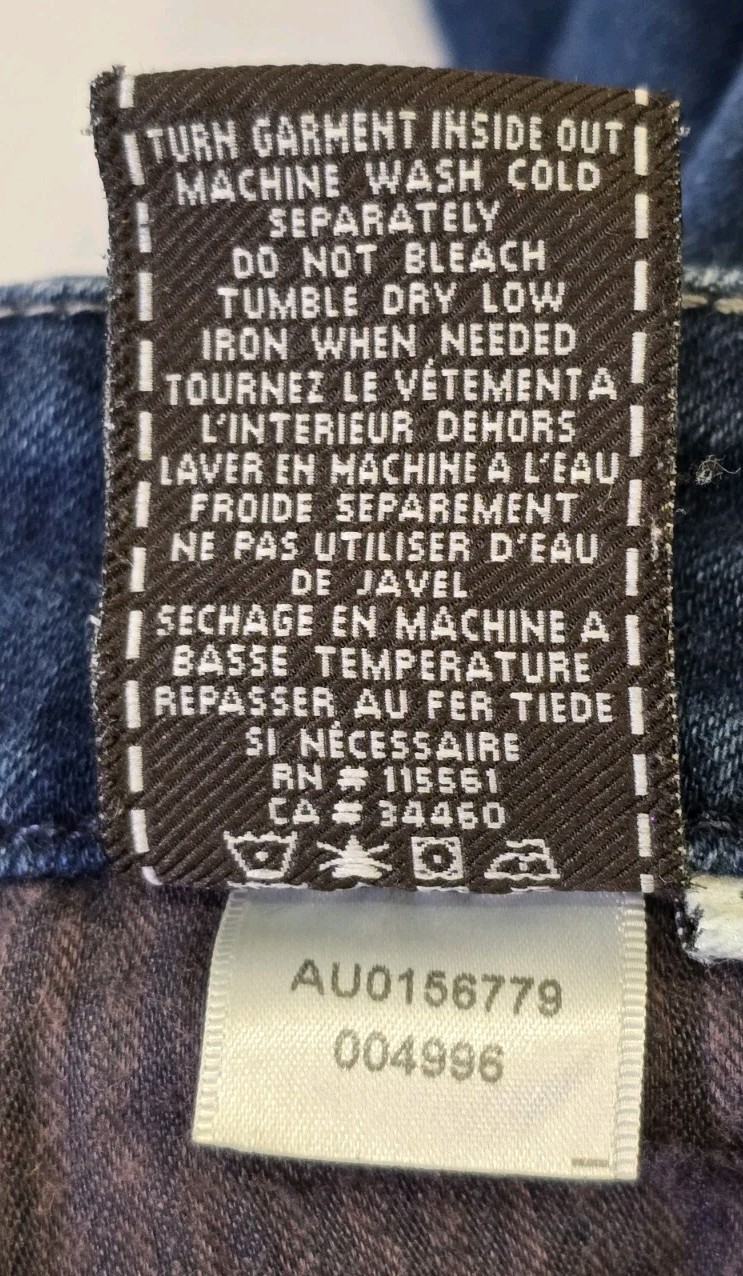 TURN GARMENT INSIDE OUT
MACHINE WASH COLD
SEPARATELY
DO NOT BLEACH
TUMBLE DRY LOW
IRON WHEN NEEDED
TOURNEZ LE VÉTEMENT A
L'INTERIEUR DEHORS
LAVER EN MACHINE A L'EAU
FROIDE SEPAREMENT
NE PAS UTILISER D'EAU
DE JAVEL
SECHAGE EN MACHINE A
BASSE TEMPERATURE
REPASSER AU FER TIEDE
SI NÉCESSAIRE
RN # 115561
CA # 34460
AU0156779
004996